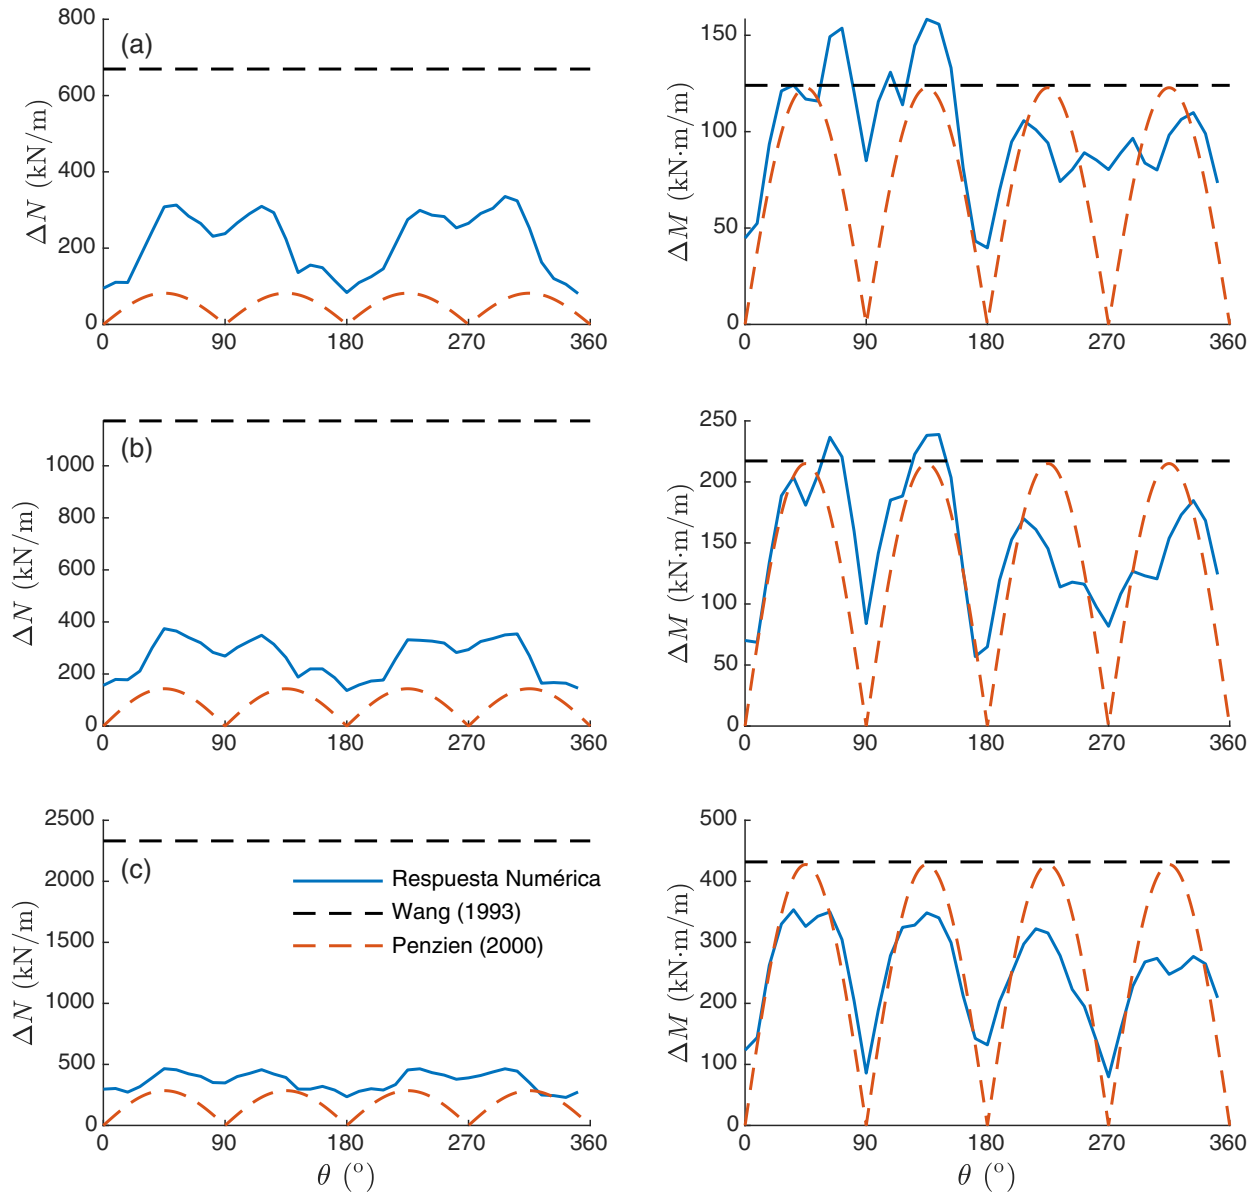 (a)
ΔN (kN/m)
800
600
400
200
0
0 90 180 270 360
ΔM (kN·m/m)
150
100
50
0
0 90 180 270 360
(b)
ΔN (kN/m)
1000
800
600
400
200
0
0 90 180 270 360
ΔM (kN·m/m)
250
200
150
100
50
0
0 90 180 270 360
(c)
ΔN (kN/m)
2500
2000
1500
1000
500
0
0 90 180 270 360
θ (°)
Respuesta Numérica
Wang (1993)
Penzien (2000)
ΔM (kN·m/m)
500
400
300
200
100
0
0 90 180 270 360
θ (°)